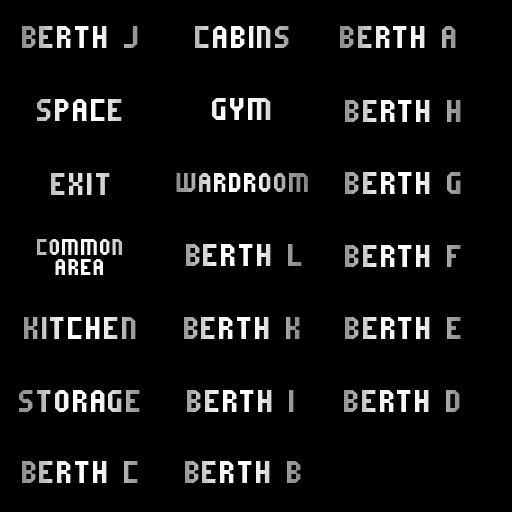 BERTH J
CABINS
BERTH A
SPACE
GYM
BERTH H
EXIT
WARDROOM
BERTH G
COMMON
AREA
BERTH L
BERTH F
KITCHEN
BERTH K
BERTH E
STORAGE
BERTH I
BERTH D
BERTH C
BERTH B